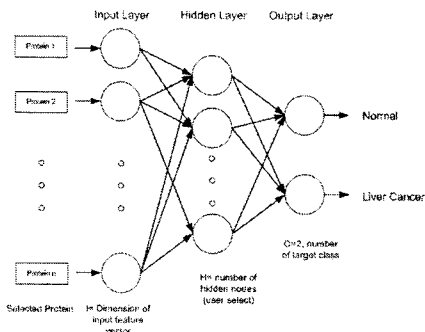 Input Layer Hidden Layer Output Layer
Protein 1
Protein 2
Normal
Liver Cancer
O=2, number
of target class
Protein n
H= number of
hidden nodes
(user select)
Selected Protein
I= Dimension of
input feature
vector